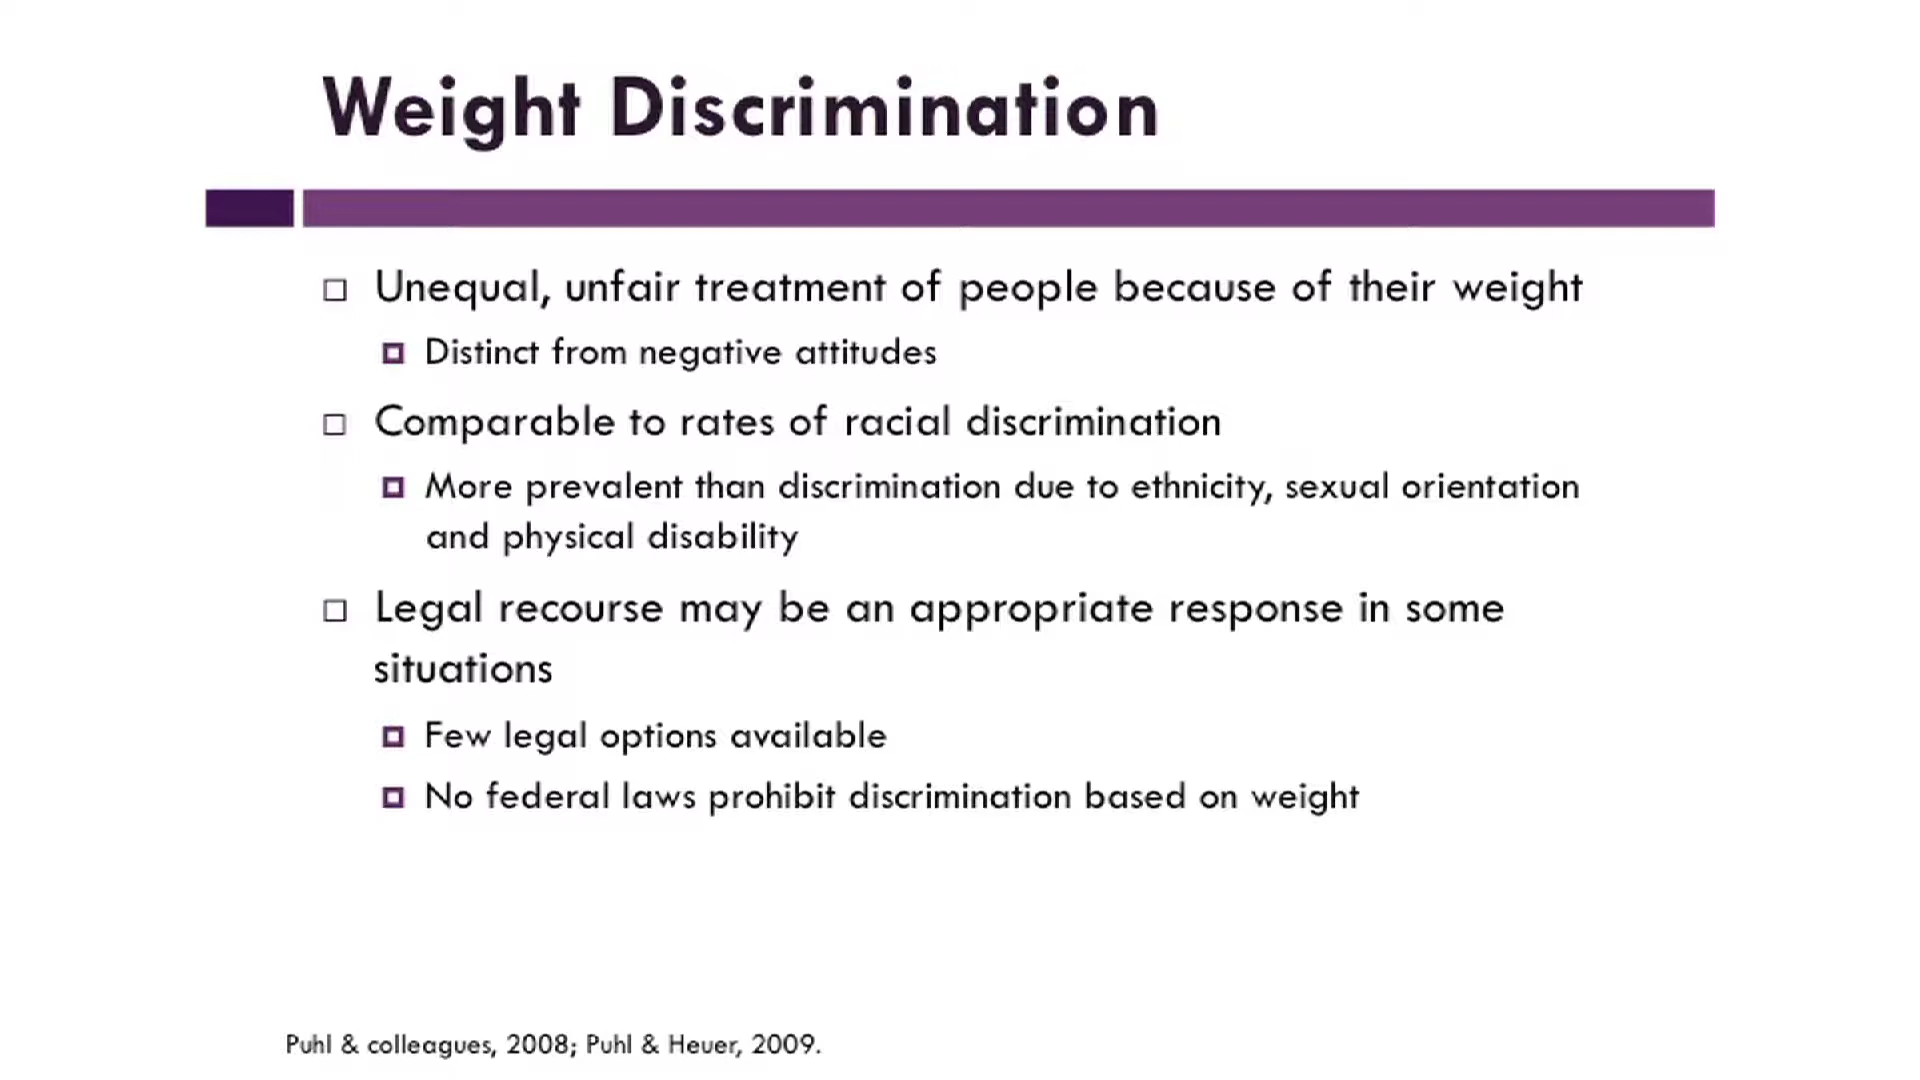 Weight Discrimination
Unequal, unfair treatment of people because of their weight
Distinct from negative attitudes
Comparable to rates of racial discrimination
More prevalent than discrimination due to ethnicity, sexual orientation
and physical disability
Legal recourse may be an appropriate response in some
situations
Few legal options available
No federal laws prohibit discrimination based on weight
Puhl & colleagues, 2008; Puhl & Heuer, 2009.